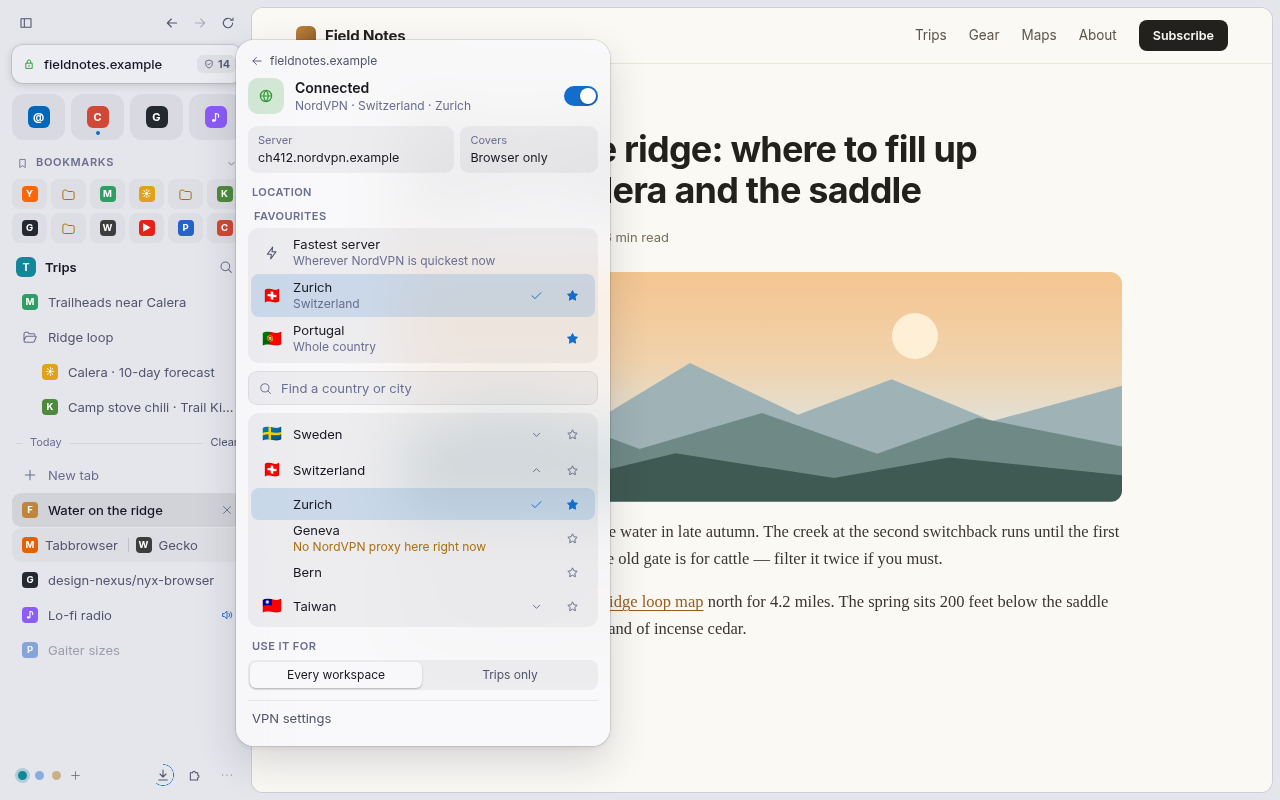 fieldnotes.example
14
@
C
G
BOOKMARKS
Y
M
K
G
W
P
C
T
Trips
M
Trailheads near Calera
Ridge loop
Calera · 10-day forecast
K
Camp stove chili · Trail Ki...
Today
Clear
New tab
F
Water on the ridge
M
Tabbrowser
W
Gecko
G
design-nexus/nyx-browser
Lo-fi radio
P
Gaiter sizes
fieldnotes.example
Connected
NordVPN · Switzerland · Zurich
Server
ch412.nordvpn.example
Covers
Browser only
LOCATION
FAVOURITES
Fastest server
Wherever NordVPN is quickest now
Zurich
Switzerland
Portugal
Whole country
Find a country or city
Sweden
Switzerland
Zurich
Geneva
No NordVPN proxy here right now
Bern
Taiwan
USE IT FOR
Every workspace
Trips only
VPN settings
Field Notes
Trips
Gear
Maps
About
Subscribe
ridge: where to fill up
and the saddle
min read
water in late autumn. The creek at the second switchback runs until the first
old gate is for cattle — filter it twice if you must.
loop map north for 4.2 miles. The spring sits 200 feet below the saddle
of incense cedar.